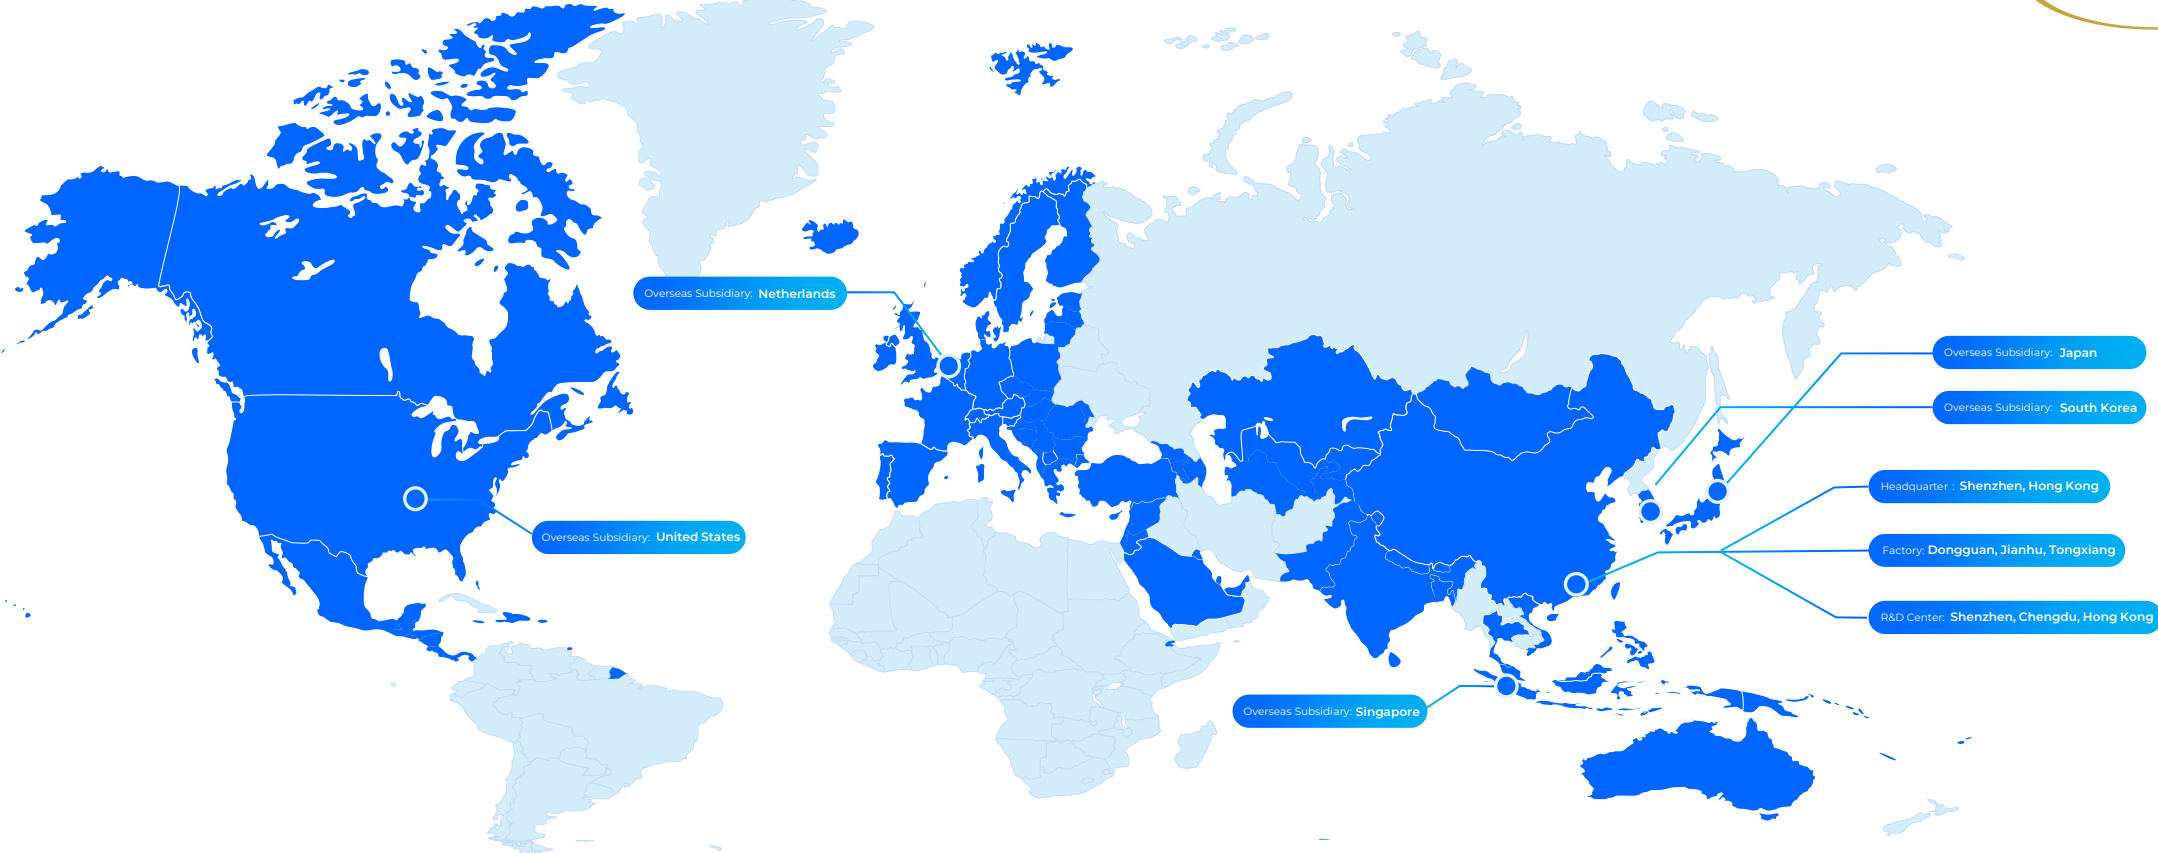 Overseas Subsidiary: Netherlands
Overseas Subsidiary: Japan
Overseas Subsidiary: South Korea
Headquarter : Shenzhen, Hong Kong
Overseas Subsidiary: United States
Factory: Dongguan, Jianhu, Tongxiang
R&D Center: Shenzhen, Chengdu, Hong Kong
Overseas Subsidiary: Singapore